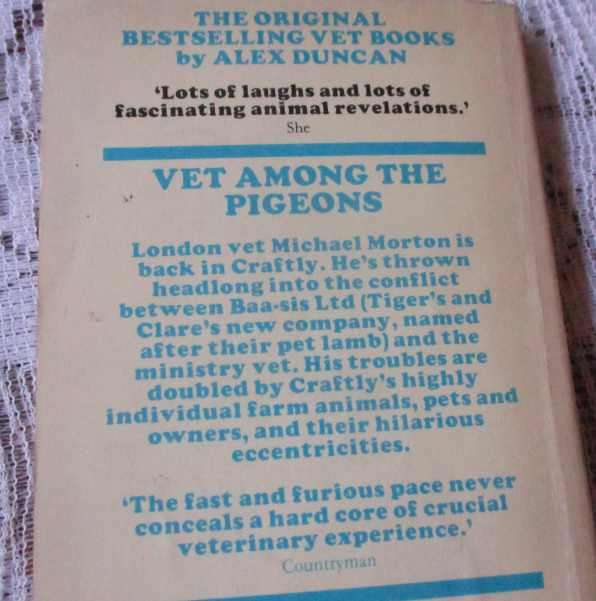 THE ORIGINAL
BESTSELLING VET BOOKS
by ALEX DUNCAN
‘Lots of laughs and lots of
fascinating animal revelations.’
She
VET AMONG THE
PIGEONS
London vet Michael Morton is
back in Craftly. He’s thrown
headlong into the conflict
between Baa-sis Ltd (Tiger’s and
Clare’s new company, named
after their pet lamb) and the
ministry vet. His troubles are
doubled by Craftly’s highly
individual farm animals, pets and
owners, and their hilarious
eccentricities.
‘The fast and furious pace never
conceals a hard core of crucial
veterinary experience.’
Countryman